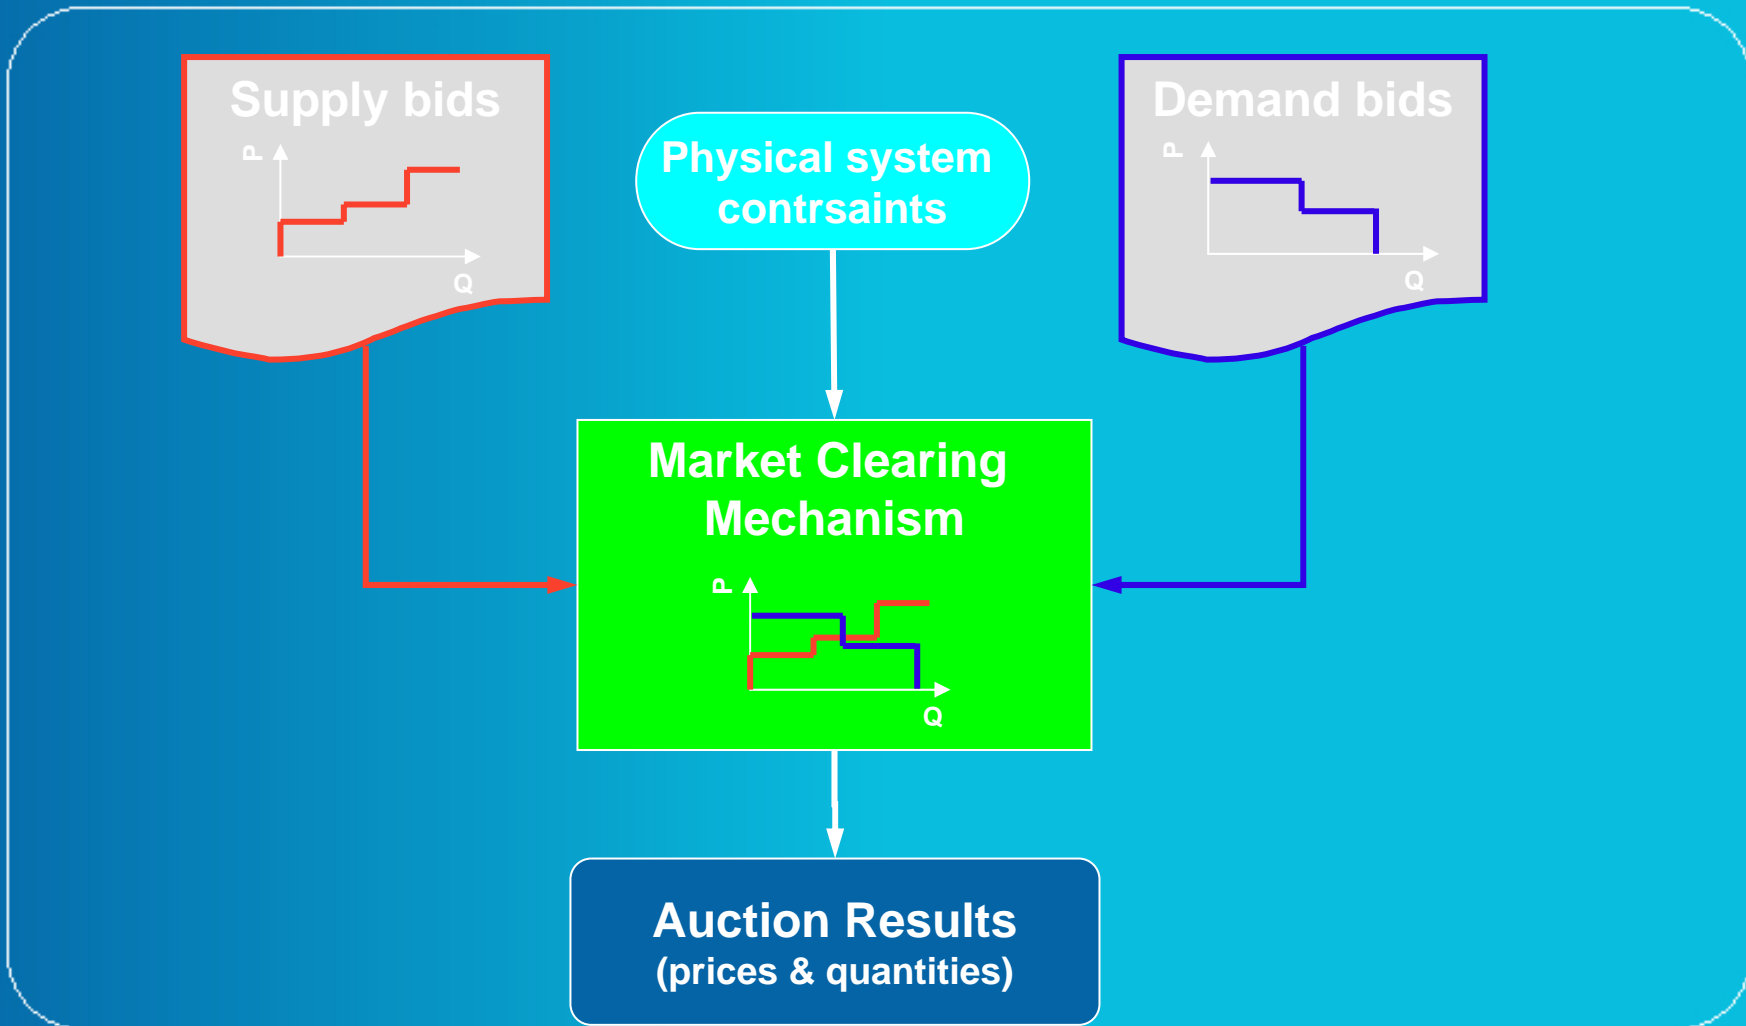 Supply bids
P
Q
Physical system
contrsaints
Demand bids
P
Q
Market Clearing
Mechanism
P
Q
Auction Results
(prices & quantities)